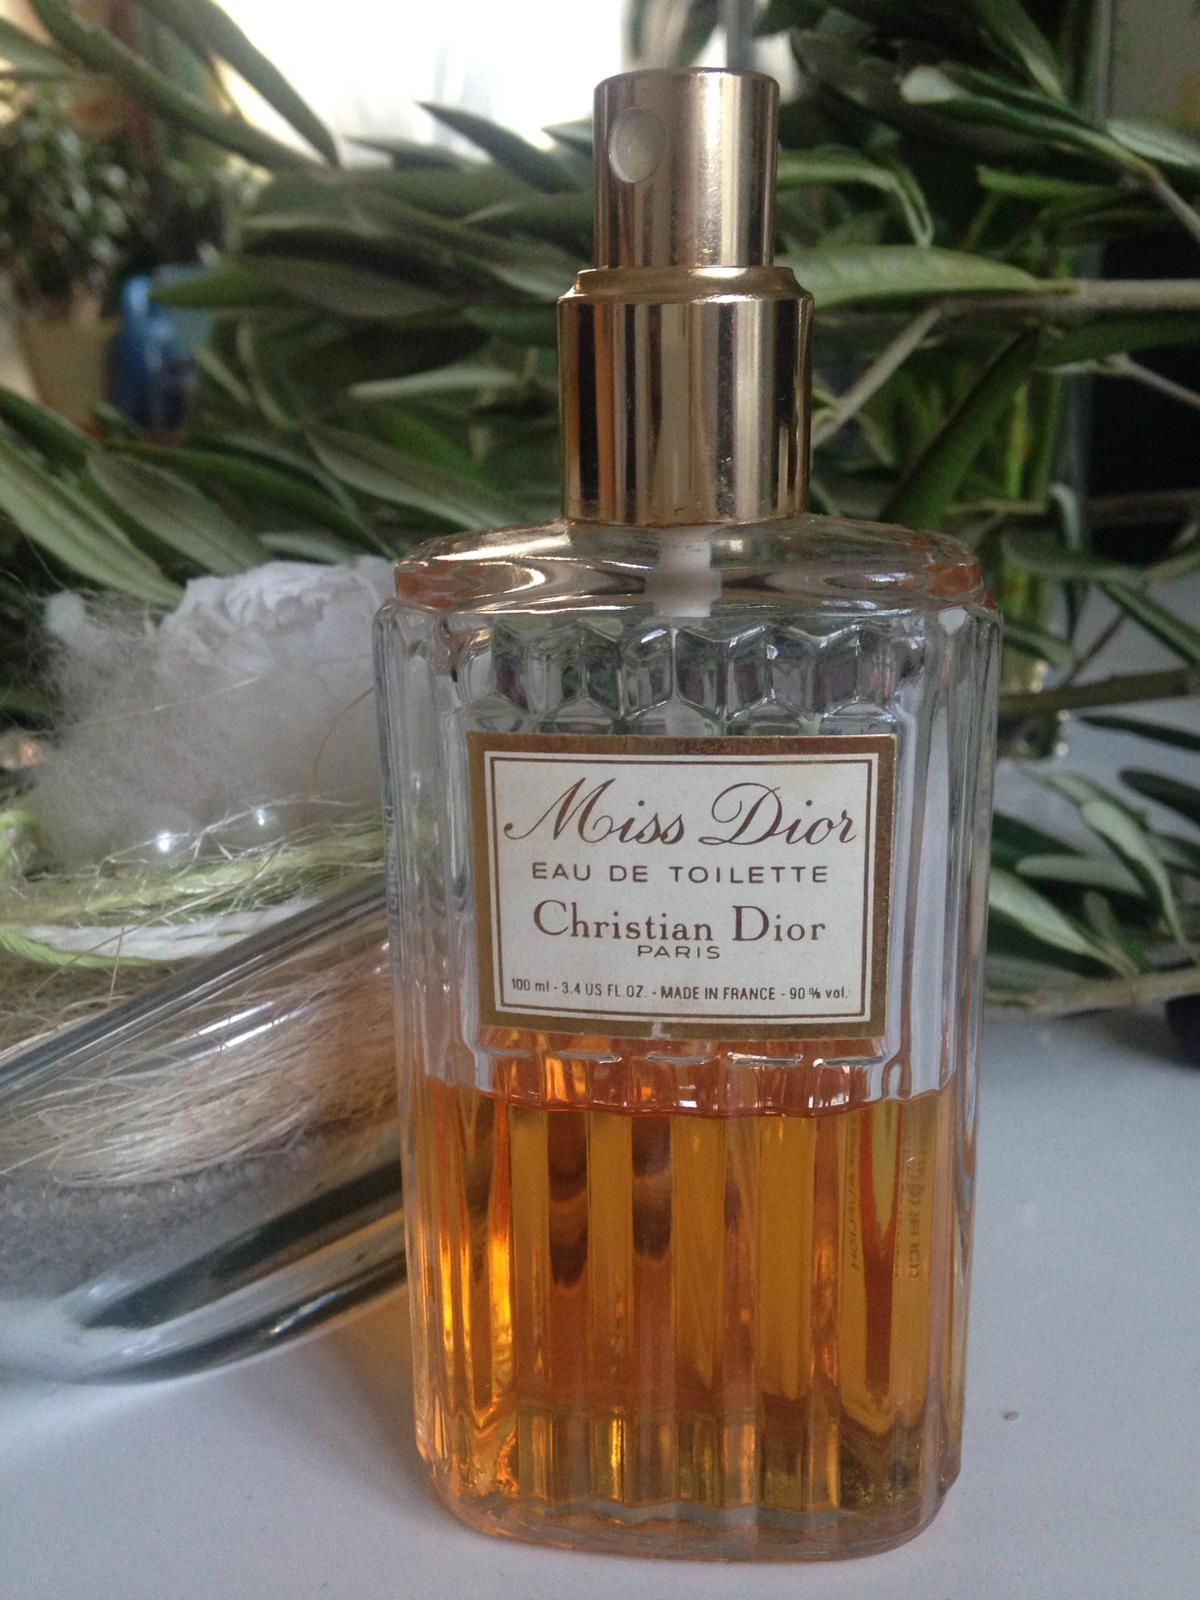 Miss Dior
EAU DE TOILETTE
Christian Dior
PARIS
100 ml - 3.4 US FL.OZ. - MADE IN FRANCE - 90 % vol.